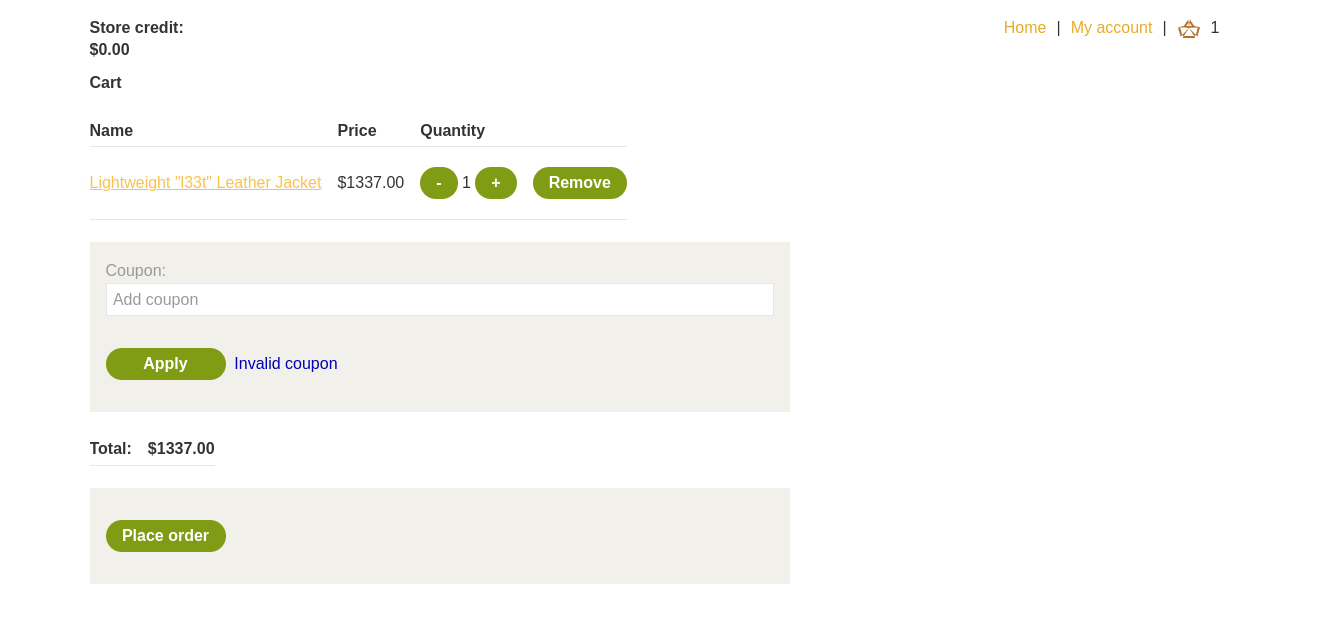 Store credit:
$0.00
Home | My account | 1
Cart
Name Price Quantity
Lightweight "l33t" Leather Jacket $1337.00 - 1 + Remove
Coupon:
Add coupon
Apply Invalid coupon
Total: $1337.00
Place order